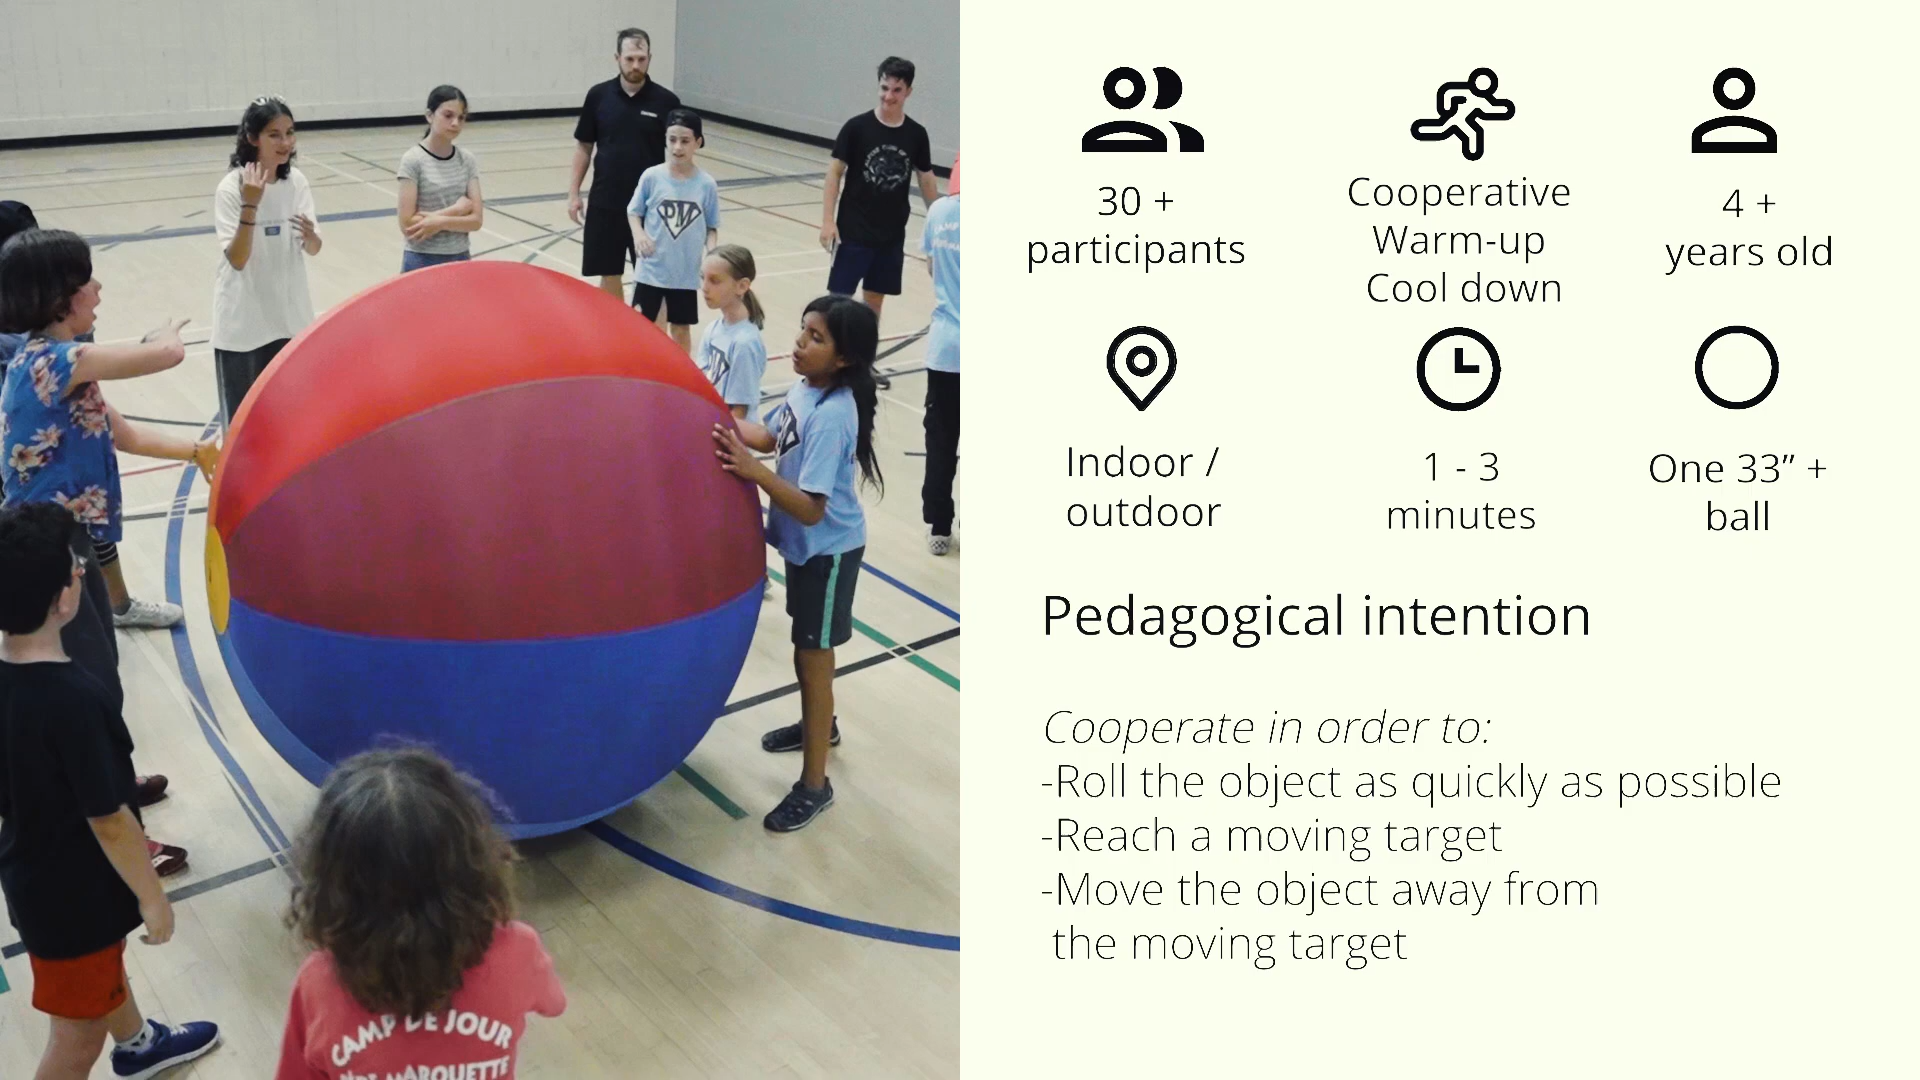 30 +
participants
Cooperative
Warm-up
Cool down
4 +
years old
Indoor /
outdoor
1 - 3
minutes
One 33” +
ball
Pedagogical intention
Cooperate in order to:
-Roll the object as quickly as possible
-Reach a moving target
-Move the object away from
the moving target
PM
CAMP DE JOUR
MARQUETTE